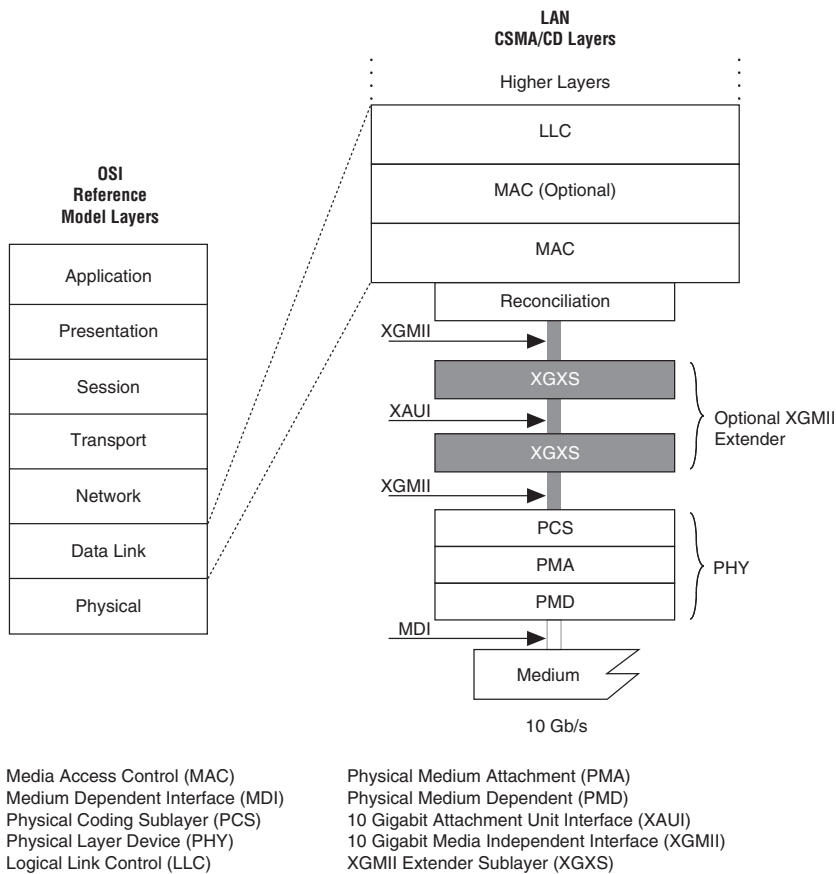 LAN
CSMA/CD Layers
Higher Layers
LLC
MAC (Optional)
MAC
Reconciliation
XGMII
XGXS
XAUI
XGXS
XGMII
Optional XGMII
Extender
PCS
PMA
PMD
PHY
MDI
Medium
10 Gb/s
OSI
Reference
Model Layers
Application
Presentation
Session
Transport
Network
Data Link
Physical
Media Access Control (MAC)
Medium Dependent Interface (MDI)
Physical Coding Sublayer (PCS)
Physical Layer Device (PHY)
Logical Link Control (LLC)
Physical Medium Attachment (PMA)
Physical Medium Dependent (PMD)
10 Gigabit Attachment Unit Interface (XAUI)
10 Gigabit Media Independent Interface (XGMII)
XGMII Extender Sublayer (XGXS)